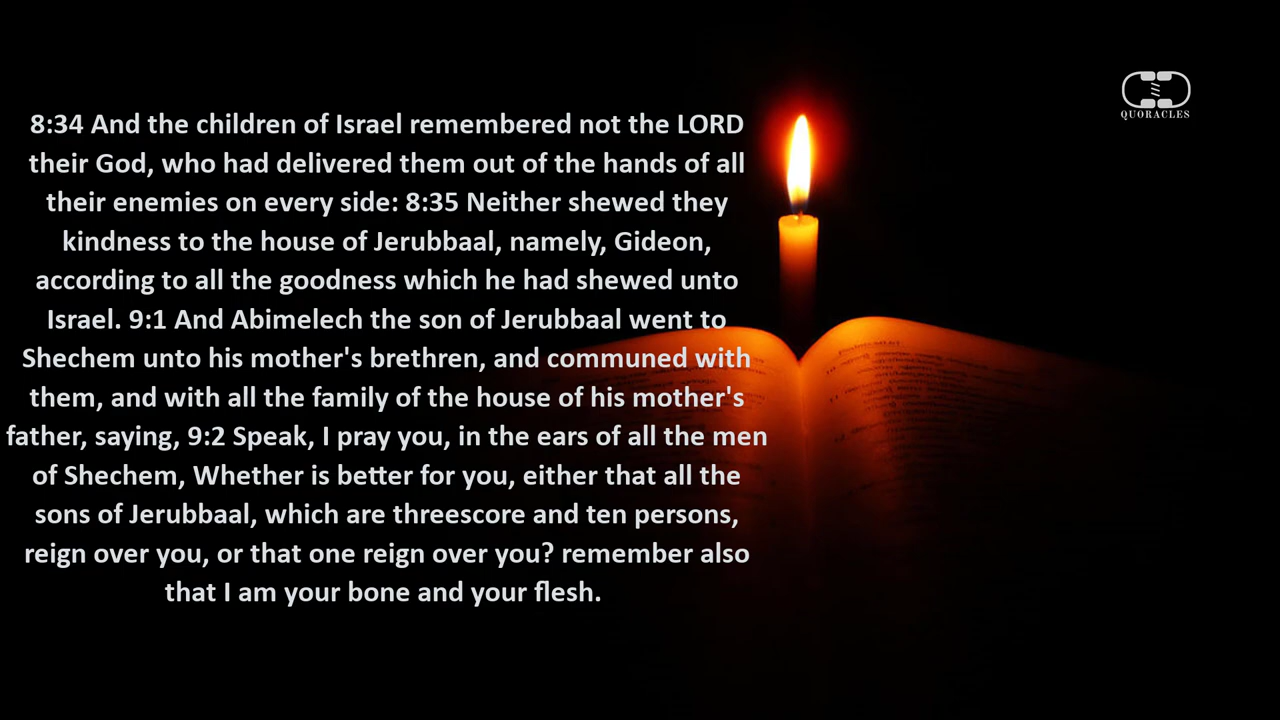 8:34 And the children of Israel remembered not the LORD
their God, who had delivered them out of the hands of all
their enemies on every side: 8:35 Neither shewed they
kindness to the house of Jerubbaal, namely, Gideon,
according to all the goodness which he had shewed unto
Israel. 9:1 And Abimelech the son of Jerubbaal went to
Shechem unto his mother's brethren, and communed with
them, and with all the family of the house of his mother's
father, saying, 9:2 Speak, I pray you, in the ears of all the men
of Shechem, Whether is better for you, either that all the
sons of Jerubbaal, which are threescore and ten persons,
reign over you, or that one reign over you? remember also
that I am your bone and your flesh.
QUORACLES